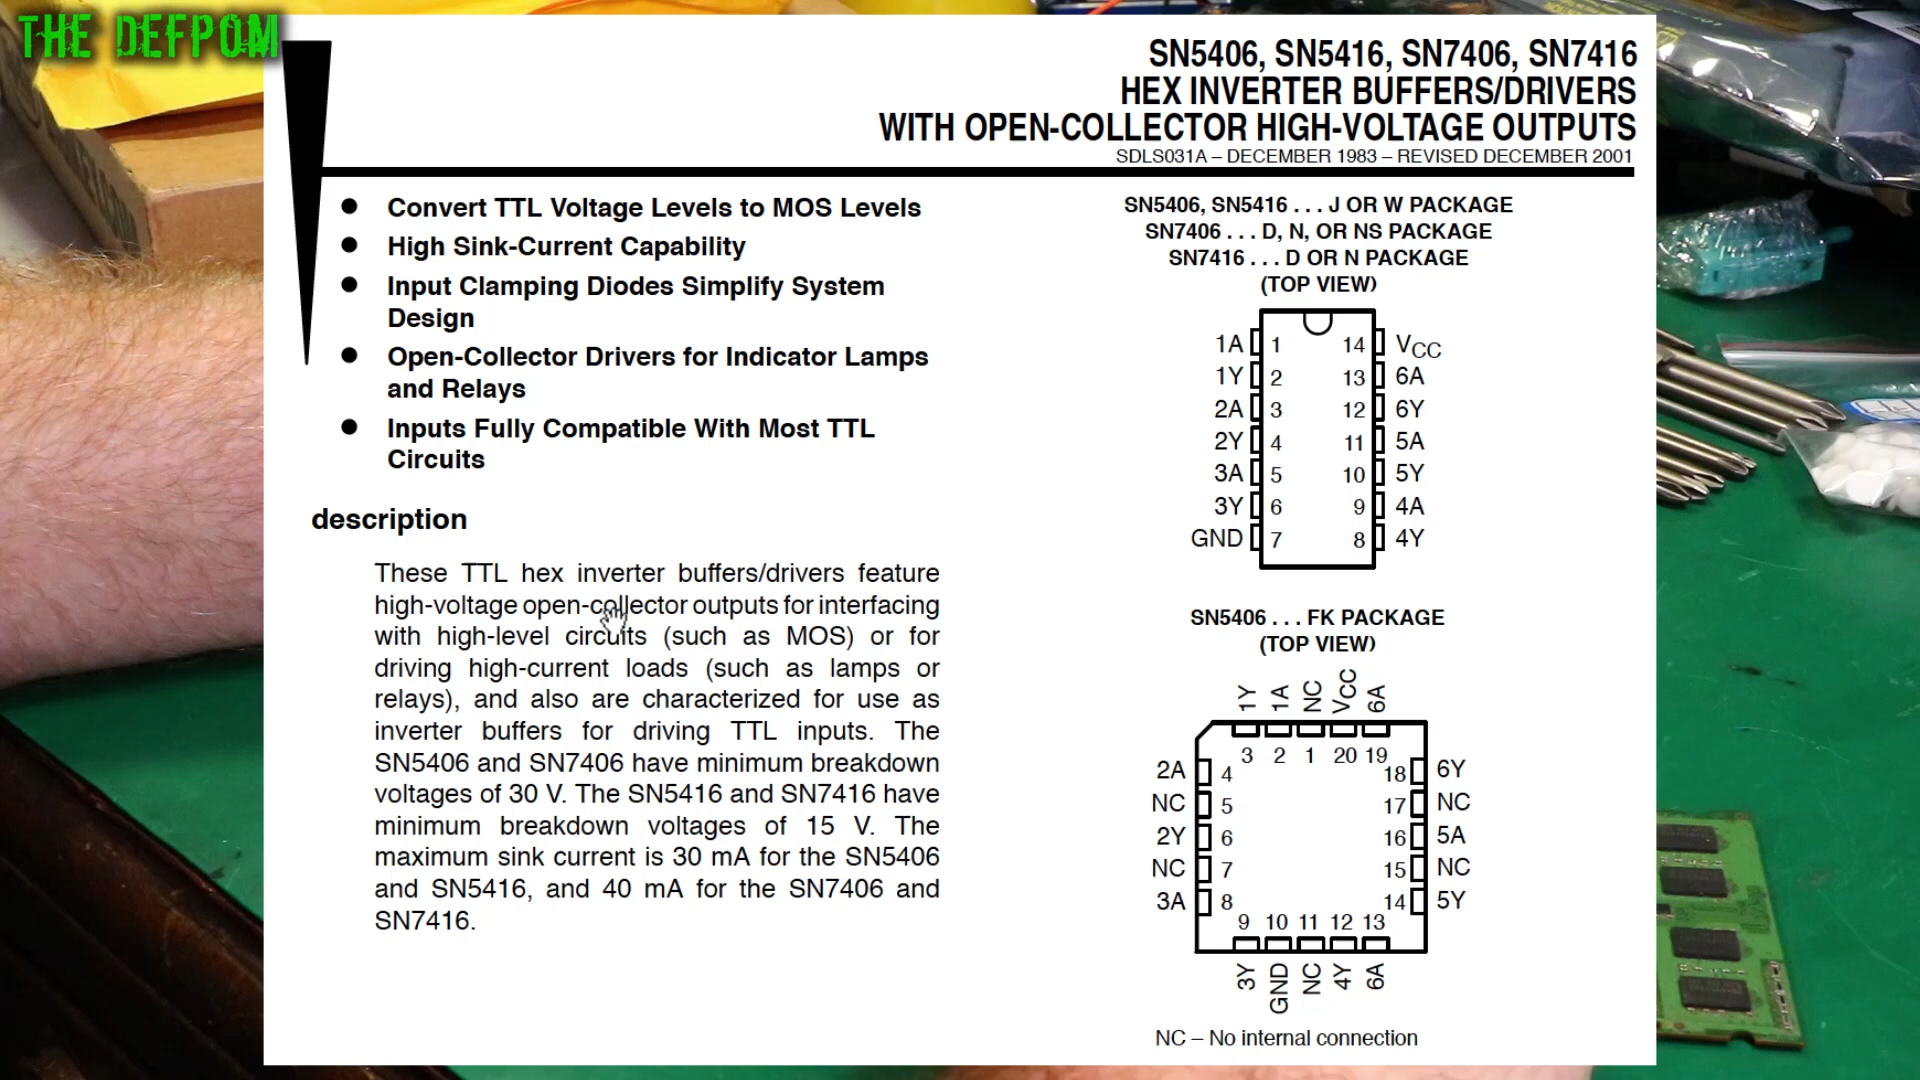 THE DEFPOM
SN5406, SN5416, SN7406, SN7416
HEX INVERTER BUFFERS/DRIVERS
WITH OPEN-COLLECTOR HIGH-VOLTAGE OUTPUTS
SDLS031A – DECEMBER 1983 – REVISED DECEMBER 2001
● Convert TTL Voltage Levels to MOS Levels
● High Sink-Current Capability
● Input Clamping Diodes Simplify System
Design
● Open-Collector Drivers for Indicator Lamps
and Relays
● Inputs Fully Compatible With Most TTL
Circuits
description
These TTL hex inverter buffers/drivers feature
high-voltage open-collector outputs for interfacing
with high-level circuits (such as MOS) or for
driving high-current loads (such as lamps or
relays), and also are characterized for use as
inverter buffers for driving TTL inputs. The
SN5406 and SN7406 have minimum breakdown
voltages of 30 V. The SN5416 and SN7416 have
minimum breakdown voltages of 15 V. The
maximum sink current is 30 mA for the SN5406
and SN5416, and 40 mA for the SN7406 and
SN7416.
SN5406, SN5416 . . . J OR W PACKAGE
SN7406 . . . D, N, OR NS PACKAGE
SN7416 . . . D OR N PACKAGE
(TOP VIEW)
1A 1 14 VCC
1Y 2 13 6A
2A 3 12 6Y
2Y 4 11 5A
3A 5 10 5Y
3Y 6 9 4A
GND 7 8 4Y
SN5406 . . . FK PACKAGE
(TOP VIEW)
1Y 1A NC VCC 6A
3 2 1 20 19
2A 4 18 6Y
NC 5 17 NC
2Y 6 16 5A
NC 7 15 NC
3A 8 14 5Y
9 10 11 12 13
3Y GND NC 4Y 6A
NC – No internal connection